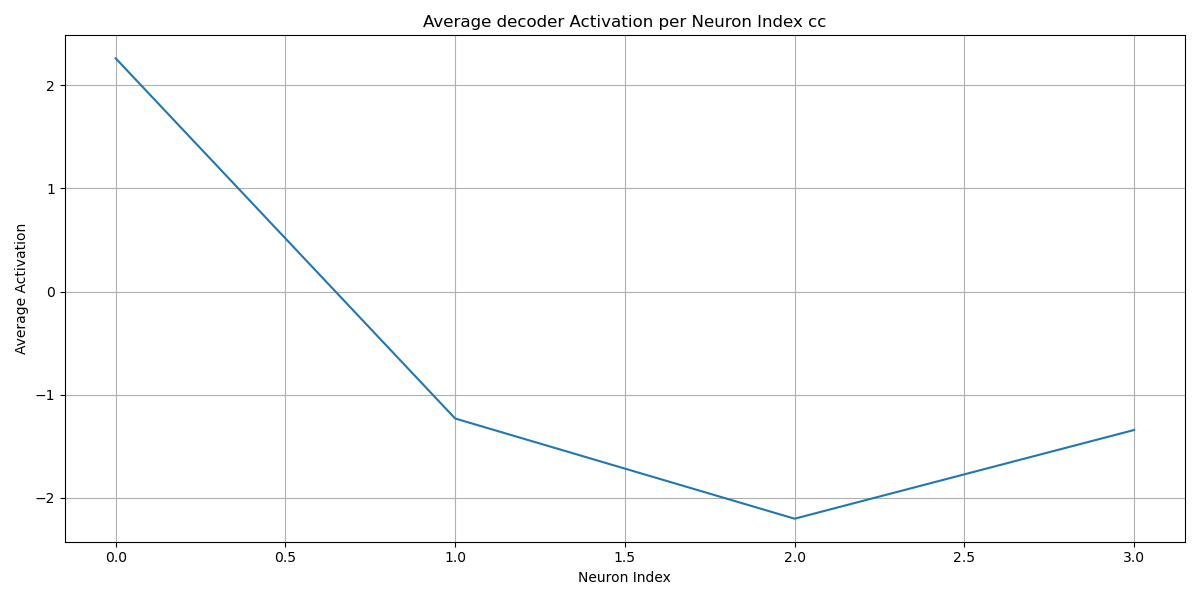 Average decoder Activation per Neuron Index cc
Average Activation
2
1
0
−1
−2
0.0 0.5 1.0 1.5 2.0 2.5 3.0
Neuron Index